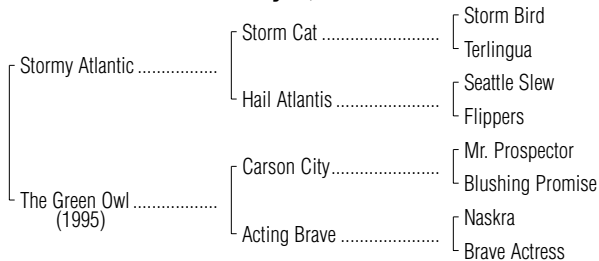 Storm Bird
Storm Cat ......................
Terlingua
Stormy Atlantic ................
Seattle Slew
Hail Atlantis ...................
Flippers
Mr. Prospector
Carson City.....................
Blushing Promise
The Green Owl .................
(1995)
Naskra
Acting Brave ..................
Brave Actress